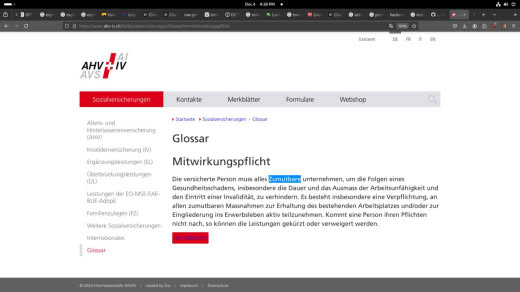 Dec 4 4:56 PM
Extranet DE FR IT EN
AHV IV
AVS AI
Sozialversicherungen Kontakte Merkblätter Formulare Webshop
Startseite Sozialversicherungen Glossar
Alters- und
Hinterlassenenversicherung
(AHV)
Invalidenversicherung (IV)
Ergänzungsleistungen (EL)
Überbrückungsleistungen
(ÜL)
Leistungen der EO-MSE-EAE-
BUE-AdopE
Familienzulagen (FZ)
Weitere Sozialversicherungen
Internationales
Glossar
Glossar
Mitwirkungspflicht
Die versicherte Person muss alles Zumutbare unternehmen, um die Folgen eines
Gesundheitsschadens, insbesondere die Dauer und das Ausmass der Arbeitsunfähigkeit und
den Eintritt einer Invalidität, zu verhindern. Es besteht insbesondere eine Verpflichtung, an
allen zumutbaren Massnahmen zur Erhaltung des bestehenden Arbeitsplatzes und/oder zur
Eingliederung ins Erwerbsleben aktiv teilzunehmen. Kommt eine Person ihren Pflichten
nicht nach, so können die Leistungen gekürzt oder verweigert werden.
© 2024 Informationsstelle AHV/IV Impressum Datenschutz